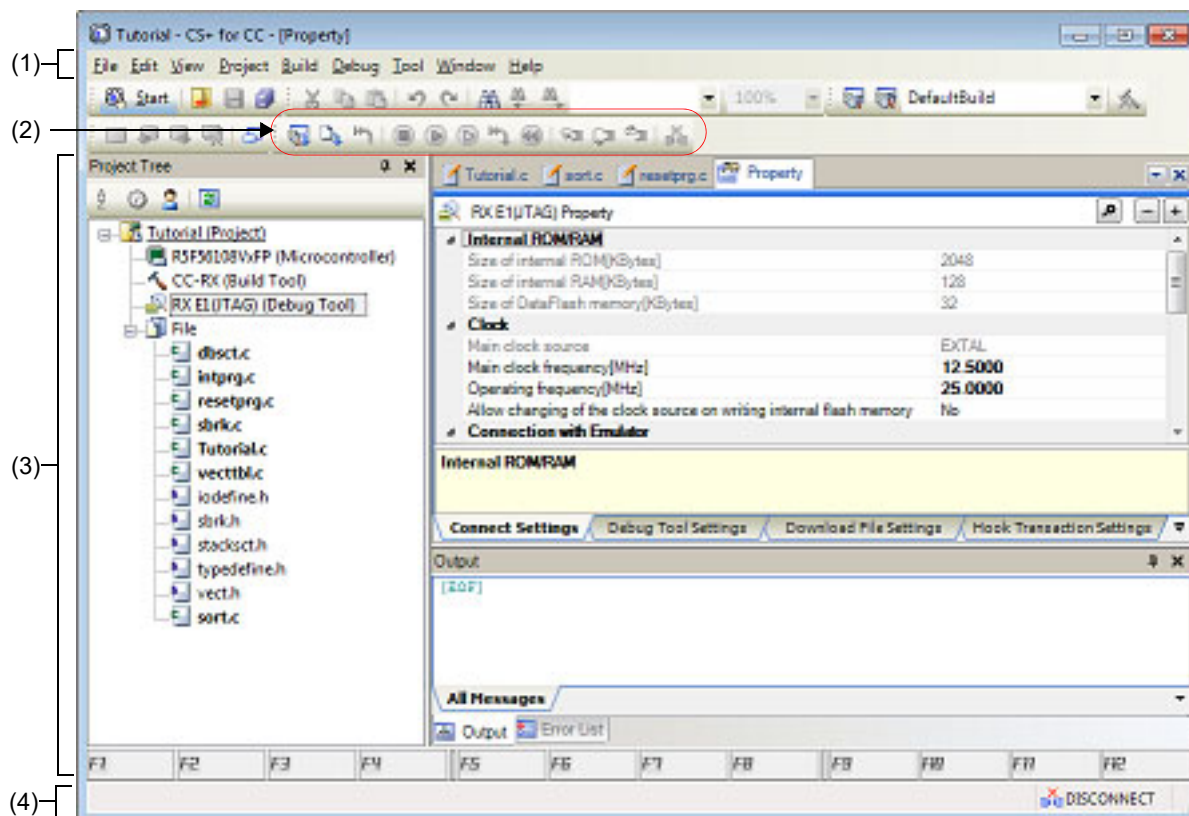 Tutorial - CS+ for CC - [Property]
(1)
File Edit View Project Build Debug Tool Window Help
Start 100% DefaultBuild
(2)
(3)
Project Tree
Tutorial (Project)
R5F56108VxFP (Microcontroller)
CC-RX (Build Tool)
RX E1(JTAG) (Debug Tool)
File
dbsct.c
intprg.c
resetprg.c
sbrk.c
Tutorial.c
vecttbl.c
iodefine.h
sbrk.h
stacksct.h
typedefine.h
vect.h
sort.c
Tutorial.c sort.c resetprg.c Property
RX E1(JTAG) Property
Internal ROM/RAM
Size of internal ROM[KBytes] 2048
Size of internal RAM[KBytes] 128
Size of DataFlash memory[KBytes] 32
Clock
Main clock source EXTAL
Main clock frequency[MHz] 12.5000
Operating frequency[MHz] 25.0000
Allow changing of the clock source on writing internal flash memory No
Connection with Emulator
Internal ROM/RAM
Connect Settings Debug Tool Settings Download File Settings Hook Transaction Settings
Output
[EOF]
All Messages
Output Error List
F1 F2 F3 F4 F5 F6 F7 F8 F9 F10 F11 F12
(4)
DISCONNECT